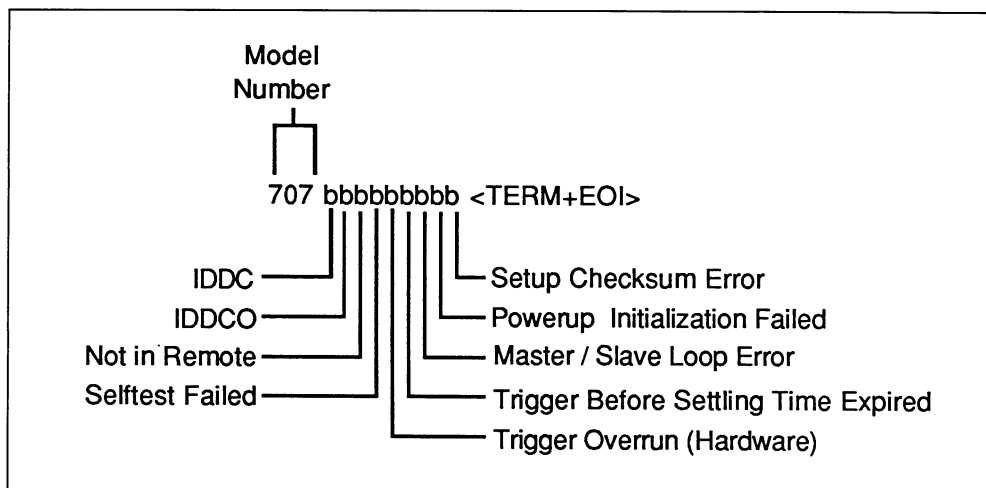 Model
Number
707 bbbbbbbbb <TERM+EOI>
IDDC
Setup Checksum Error
IDDCO
Powerup Initialization Failed
Not in Remote
Master / Slave Loop Error
Selftest Failed
Trigger Before Settling Time Expired
Trigger Overrun (Hardware)